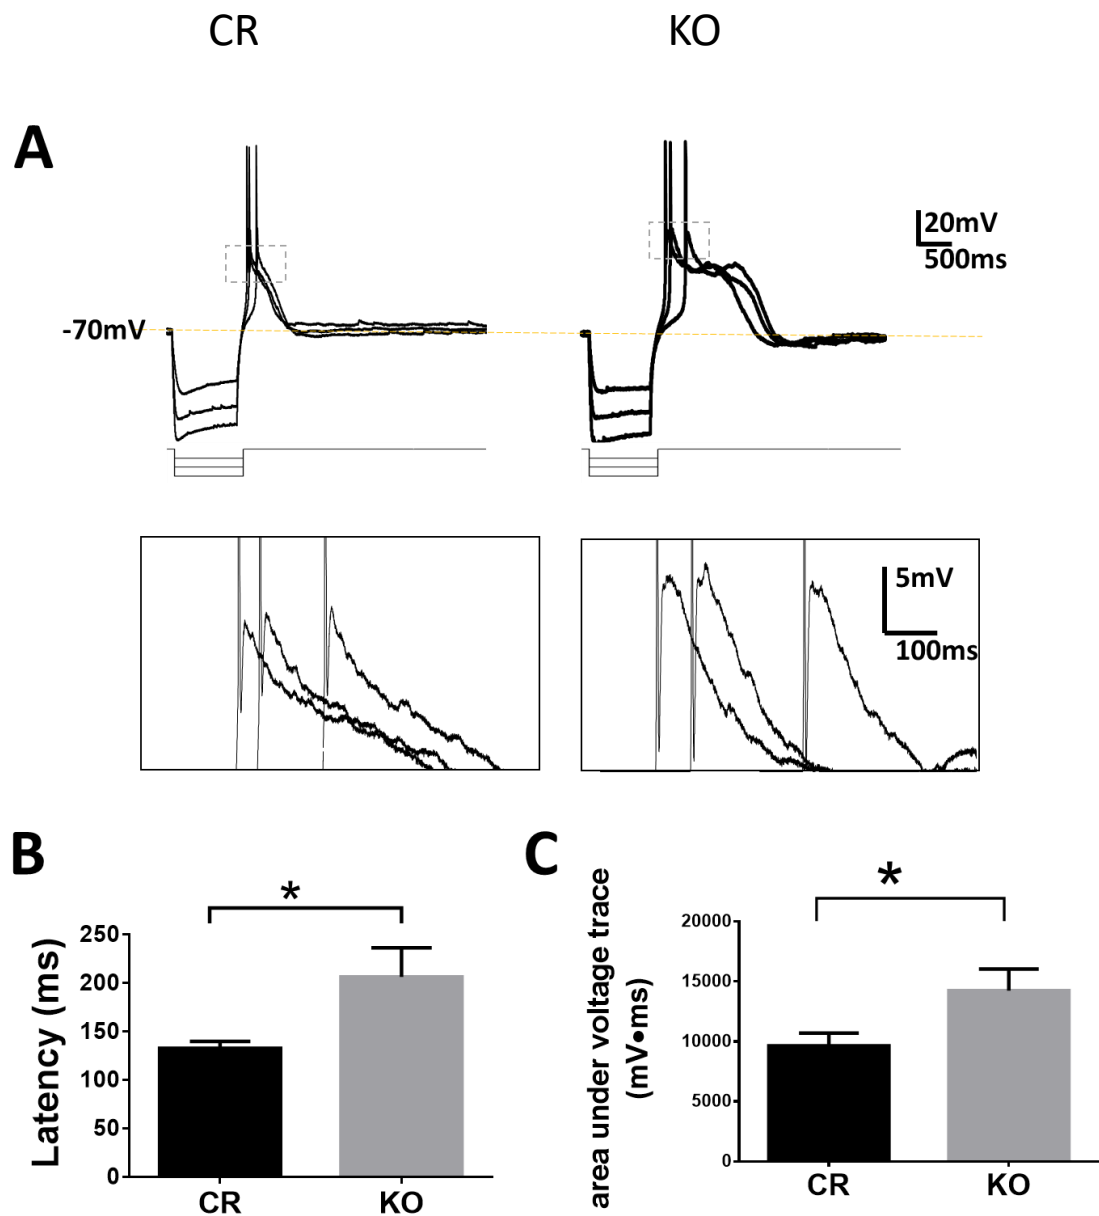 CR
KO
A
20mV
500ms
-70mV
5mV
100ms
B
*
Latency (ms)
250
200
150
100
50
0
CR
KO
C
*
area under voltage trace
(mV•ms)
20000
15000
10000
5000
0
CR
KO